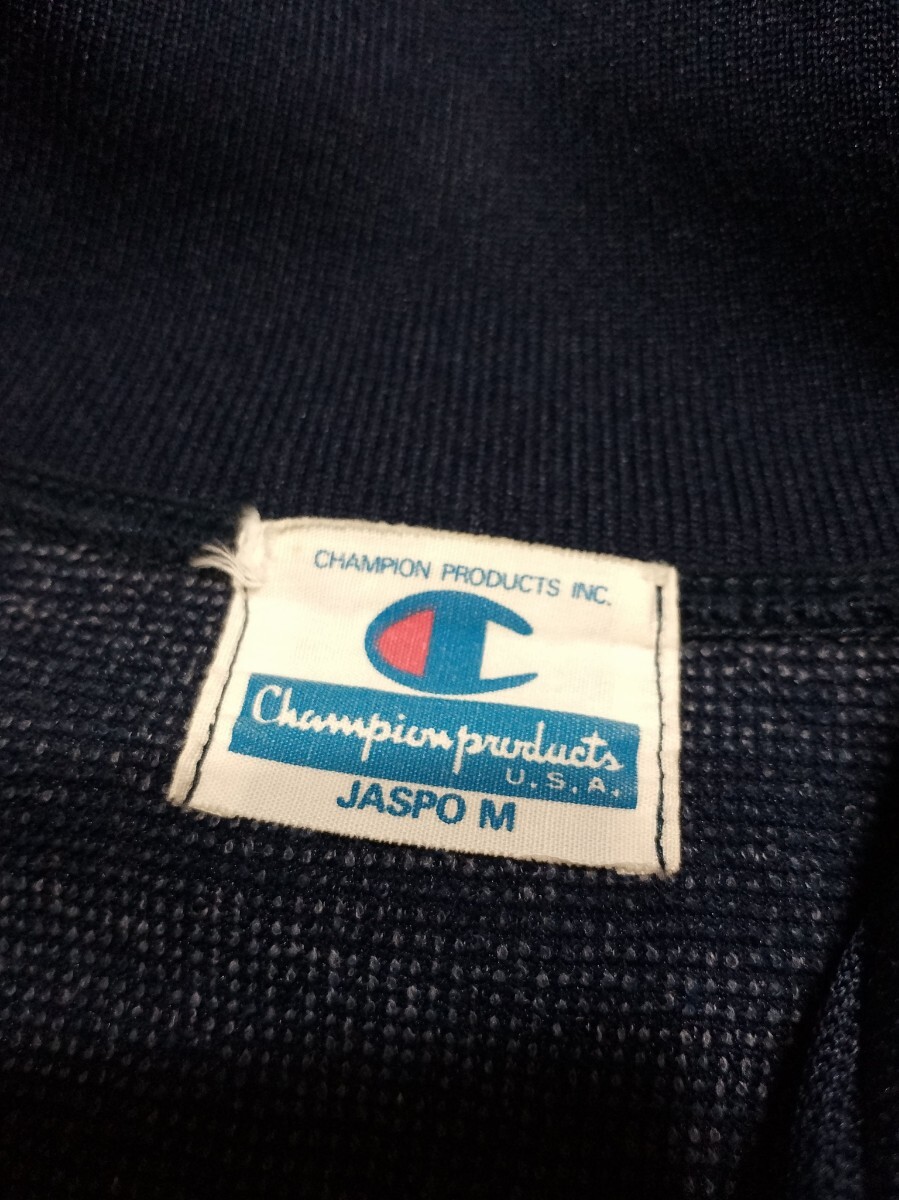 CHAMPION PRODUCTS INC.
Champion products
U.S.A.
JASPO M